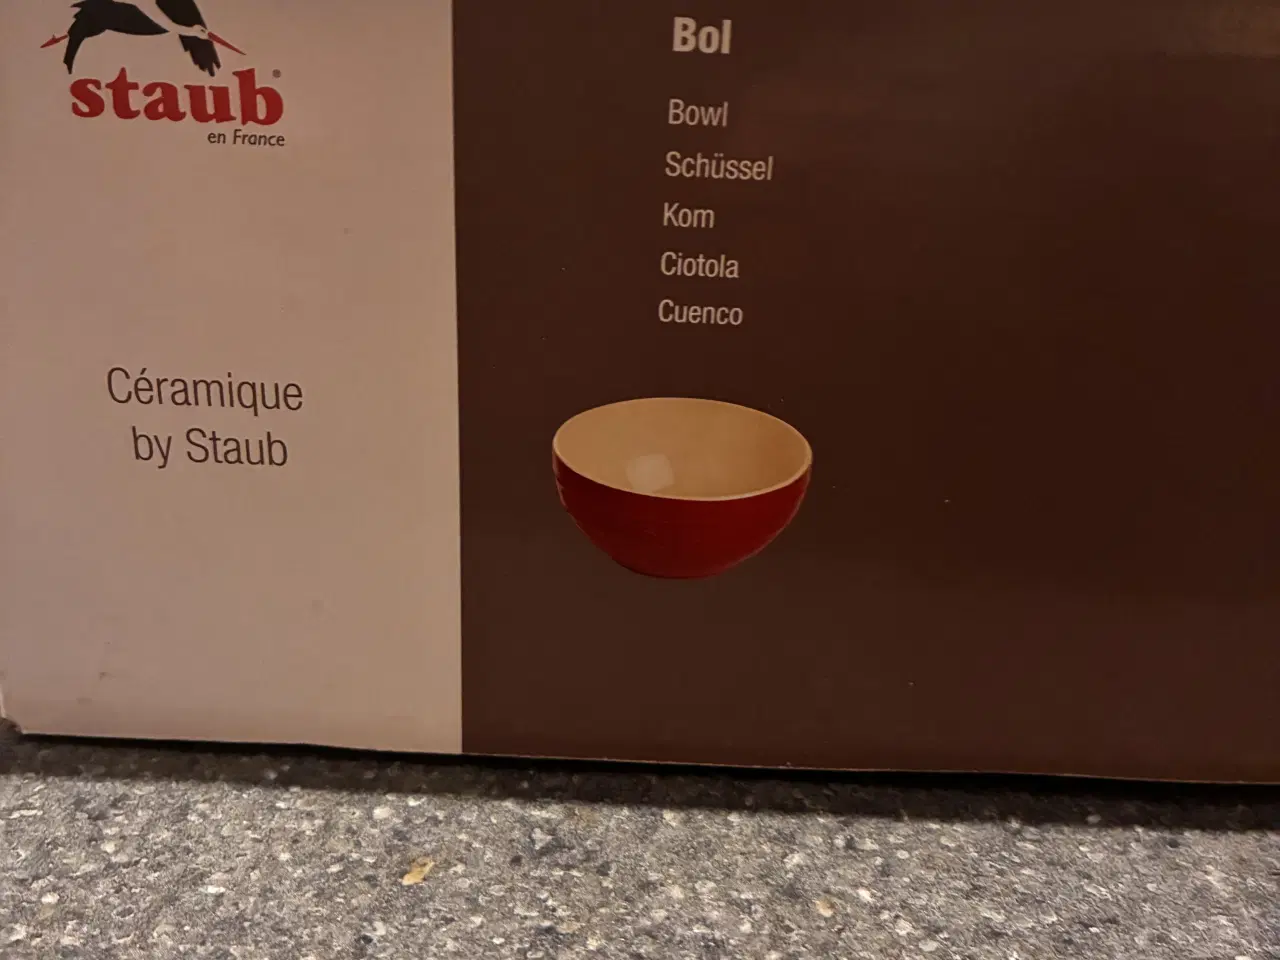 staub®
en France
Céramique
by Staub
Bol
Bowl
Schüssel
Kom
Ciotola
Cuenco